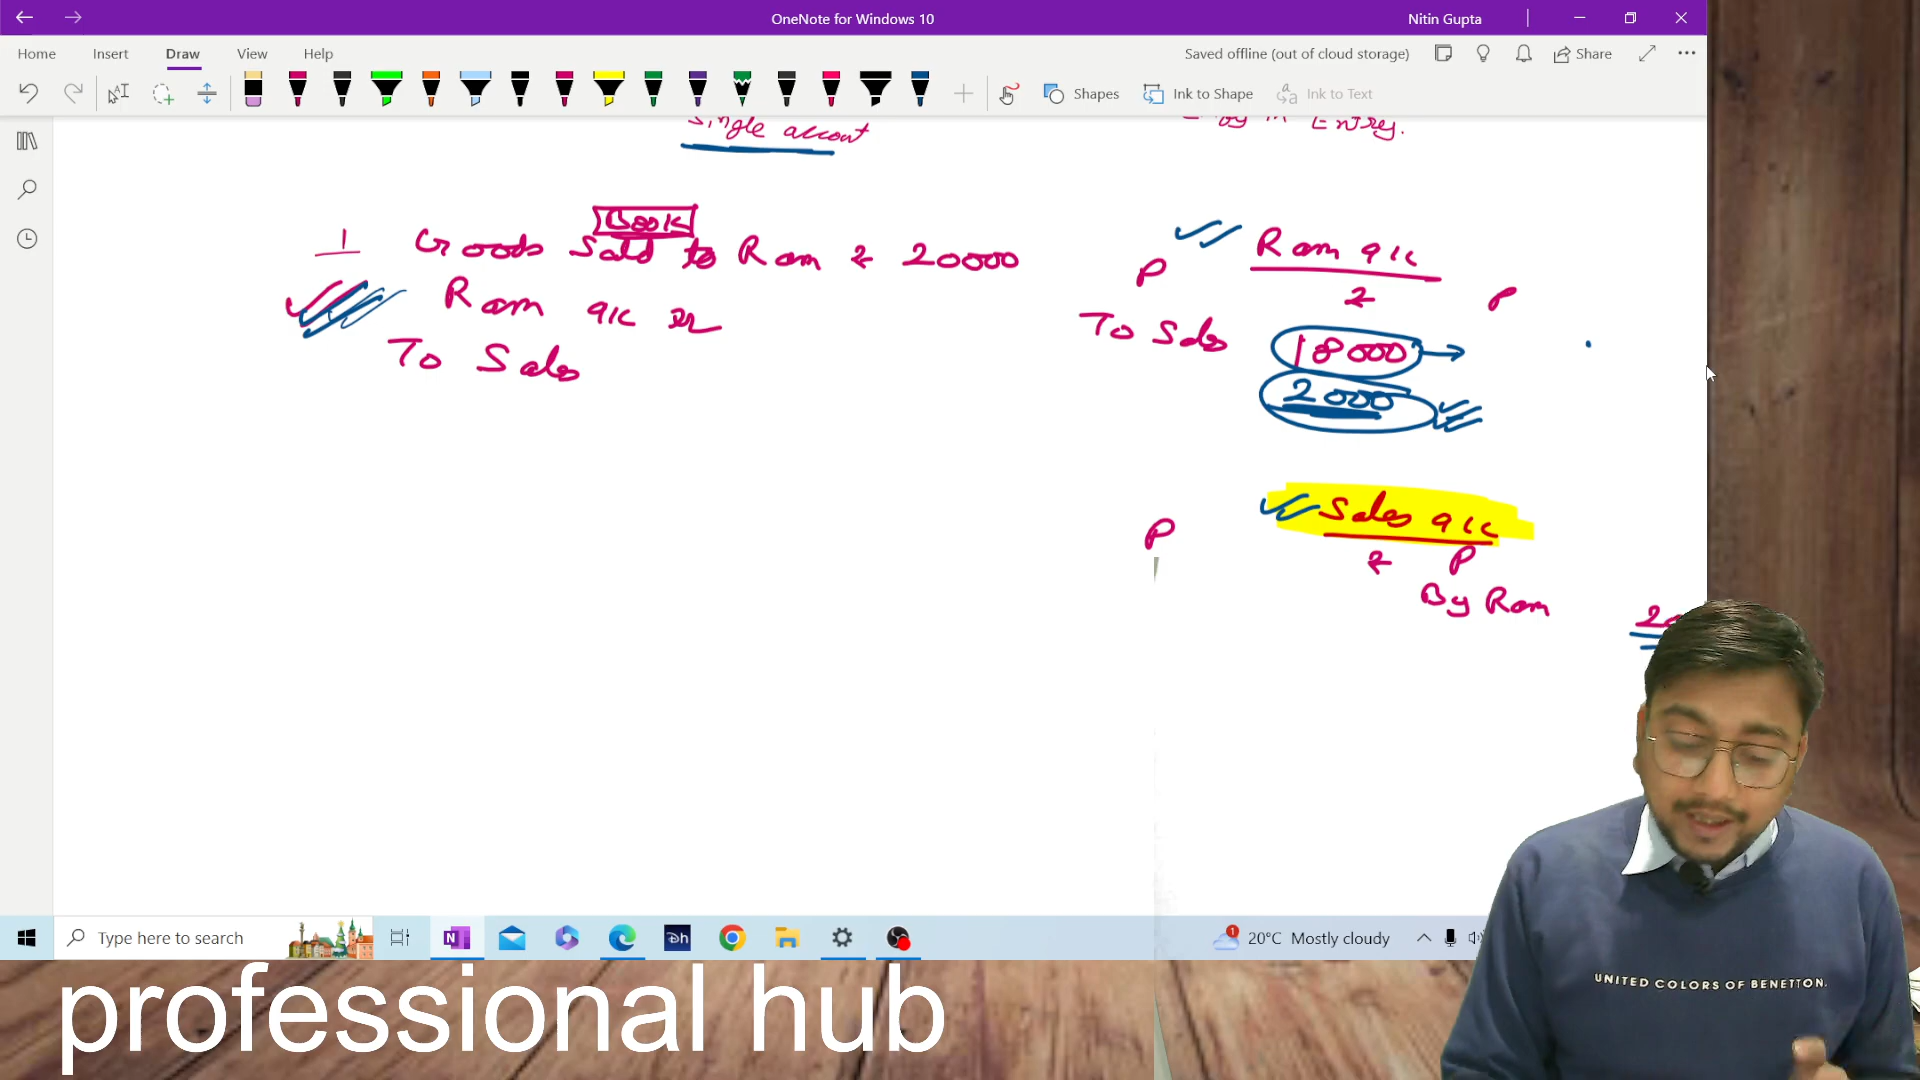 OneNote for Windows 10
Nitin Gupta
Home Insert Draw View Help
Saved offline (out of cloud storage)
Share
Shapes
Ink to Shape
Ink to Text
Single account
Entry.
Book
1 Goods Sold to Ram ₹ 20000
Ram a/c Dr
To Sales
Ram a/c
P ₹ P
To Sales 18000
2000
Sales a/c
P ₹ P
By Ram
Type here to search
Dh
1
20°C Mostly cloudy
UNITED COLORS OF BENETTON.
professional hub